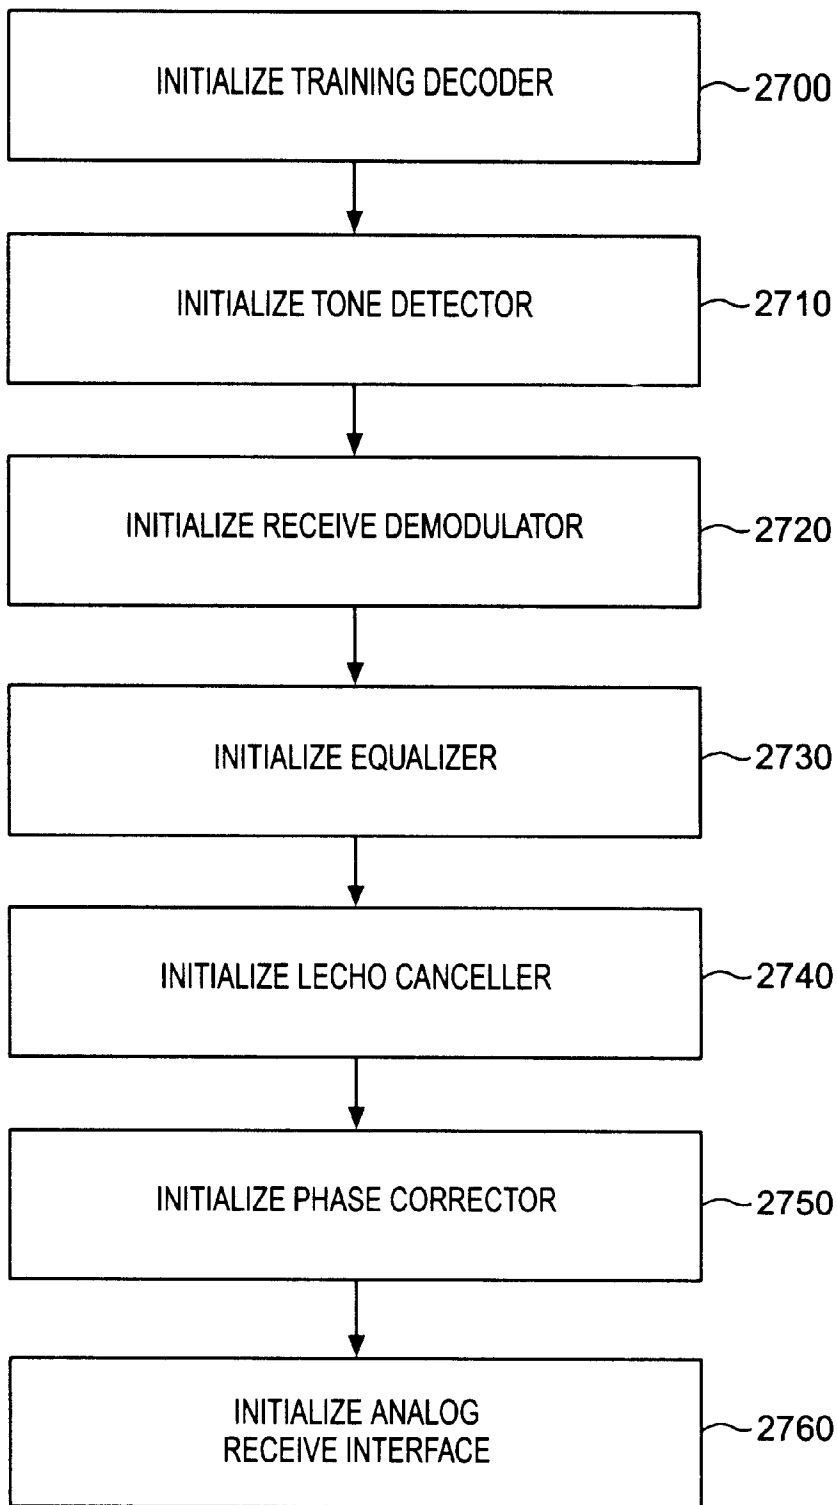 INITIALIZE TRAINING DECODER
2700
INITIALIZE TONE DETECTOR
2710
INITIALIZE RECEIVE DEMODULATOR
2720
INITIALIZE EQUALIZER
2730
INITIALIZE LECHO CANCELLER
2740
INITIALIZE PHASE CORRECTOR
2750
INITIALIZE ANALOG
RECEIVE INTERFACE
2760